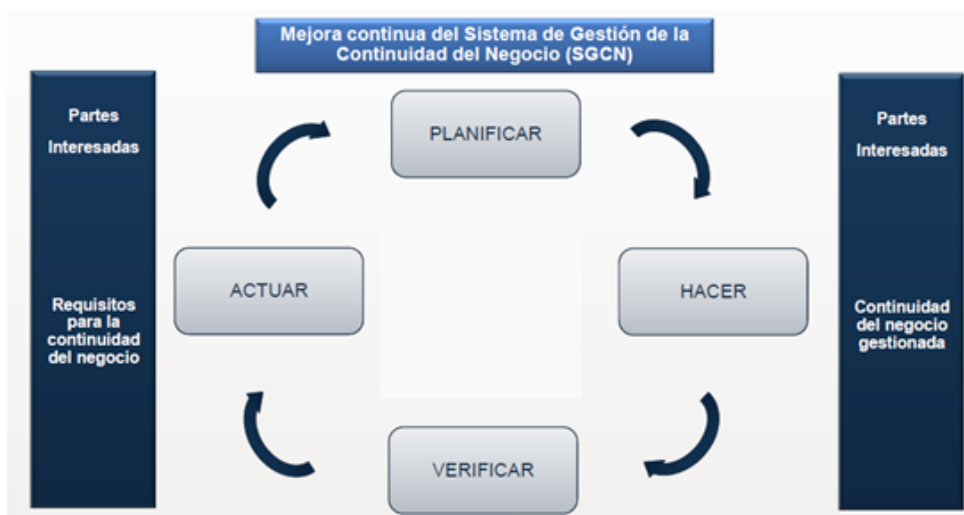 Mejora continua del Sistema de Gestión de la
Continuidad del Negocio (SGCN)
Partes
Interesadas
Requisitos
para la
continuidad
del negocio
PLANIFICAR
ACTUAR
HACER
VERIFICAR
Partes
Interesadas
Continuidad
del negocio
gestionada